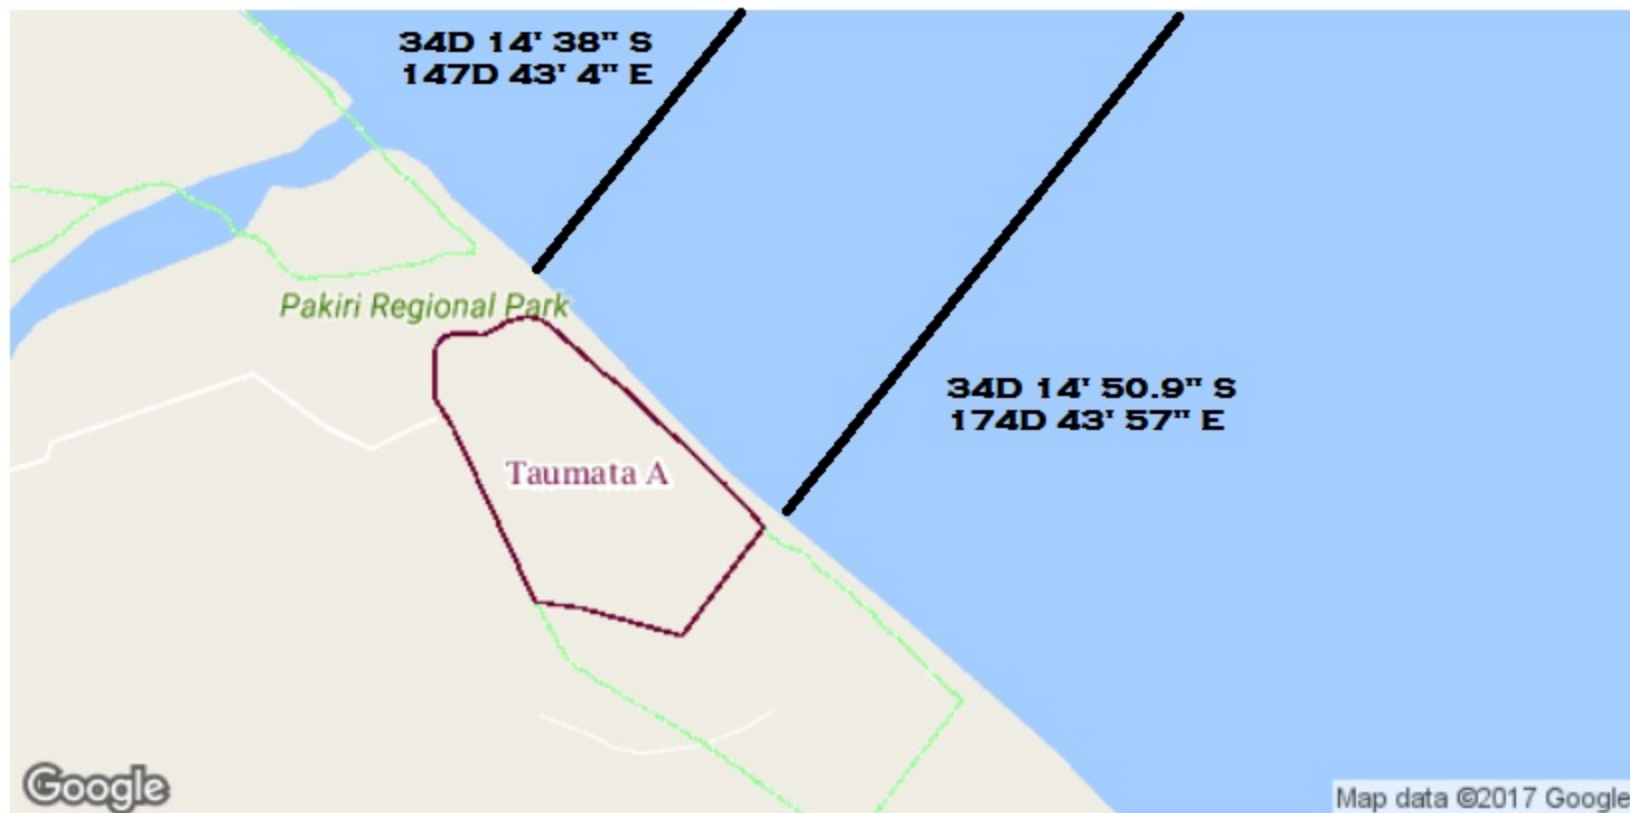 34D 14' 38" S
147D 43' 4" E
Pakiri Regional Park
34D 14' 50.9" S
174D 43' 57" E
Taumata A
Google
Map data ©2017 Google